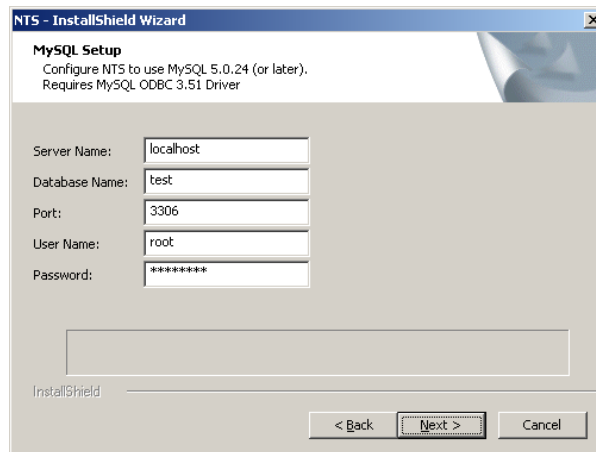 NTS - InstallShield Wizard
MySQL Setup
Configure NTS to use MySQL 5.0.24 (or later).
Requires MySQL ODBC 3.51 Driver
Server Name: localhost
Database Name: test
Port: 3306
User Name: root
Password: ********
InstallShield
< Back Next > Cancel